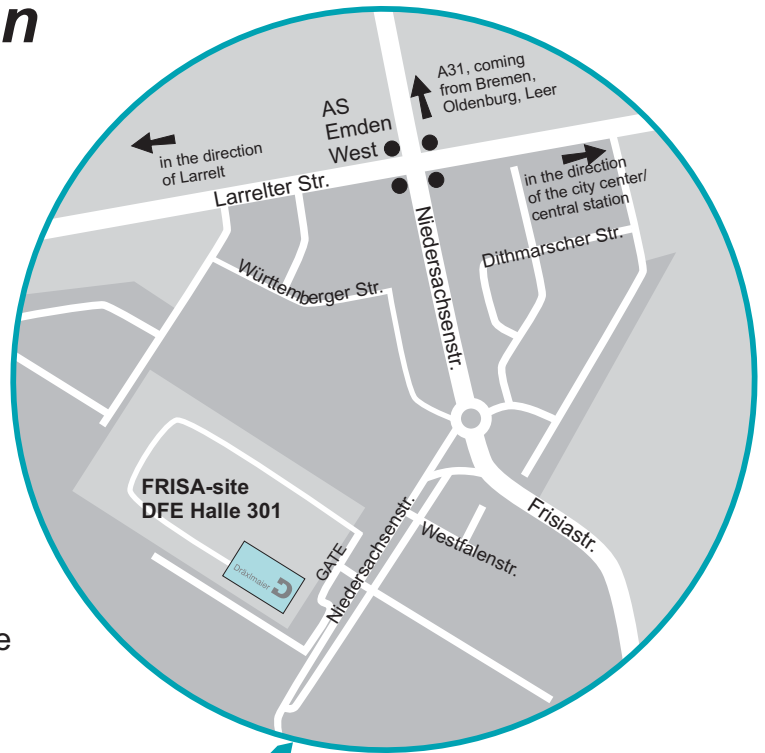 n
A31, coming
from Bremen,
Oldenburg, Leer
AS
Emden
West
in the direction
of Larrelt
in the direction
of the city center/
central station
Larrelter Str.
Niedersachsenstr.
Dithmarscher Str.
Württemberger Str.
FRISA-site
DFE Halle 301
Dräxlmaier
GATE
Niedersachsenstr.
Westfalenstr.
Frisiastr.
e